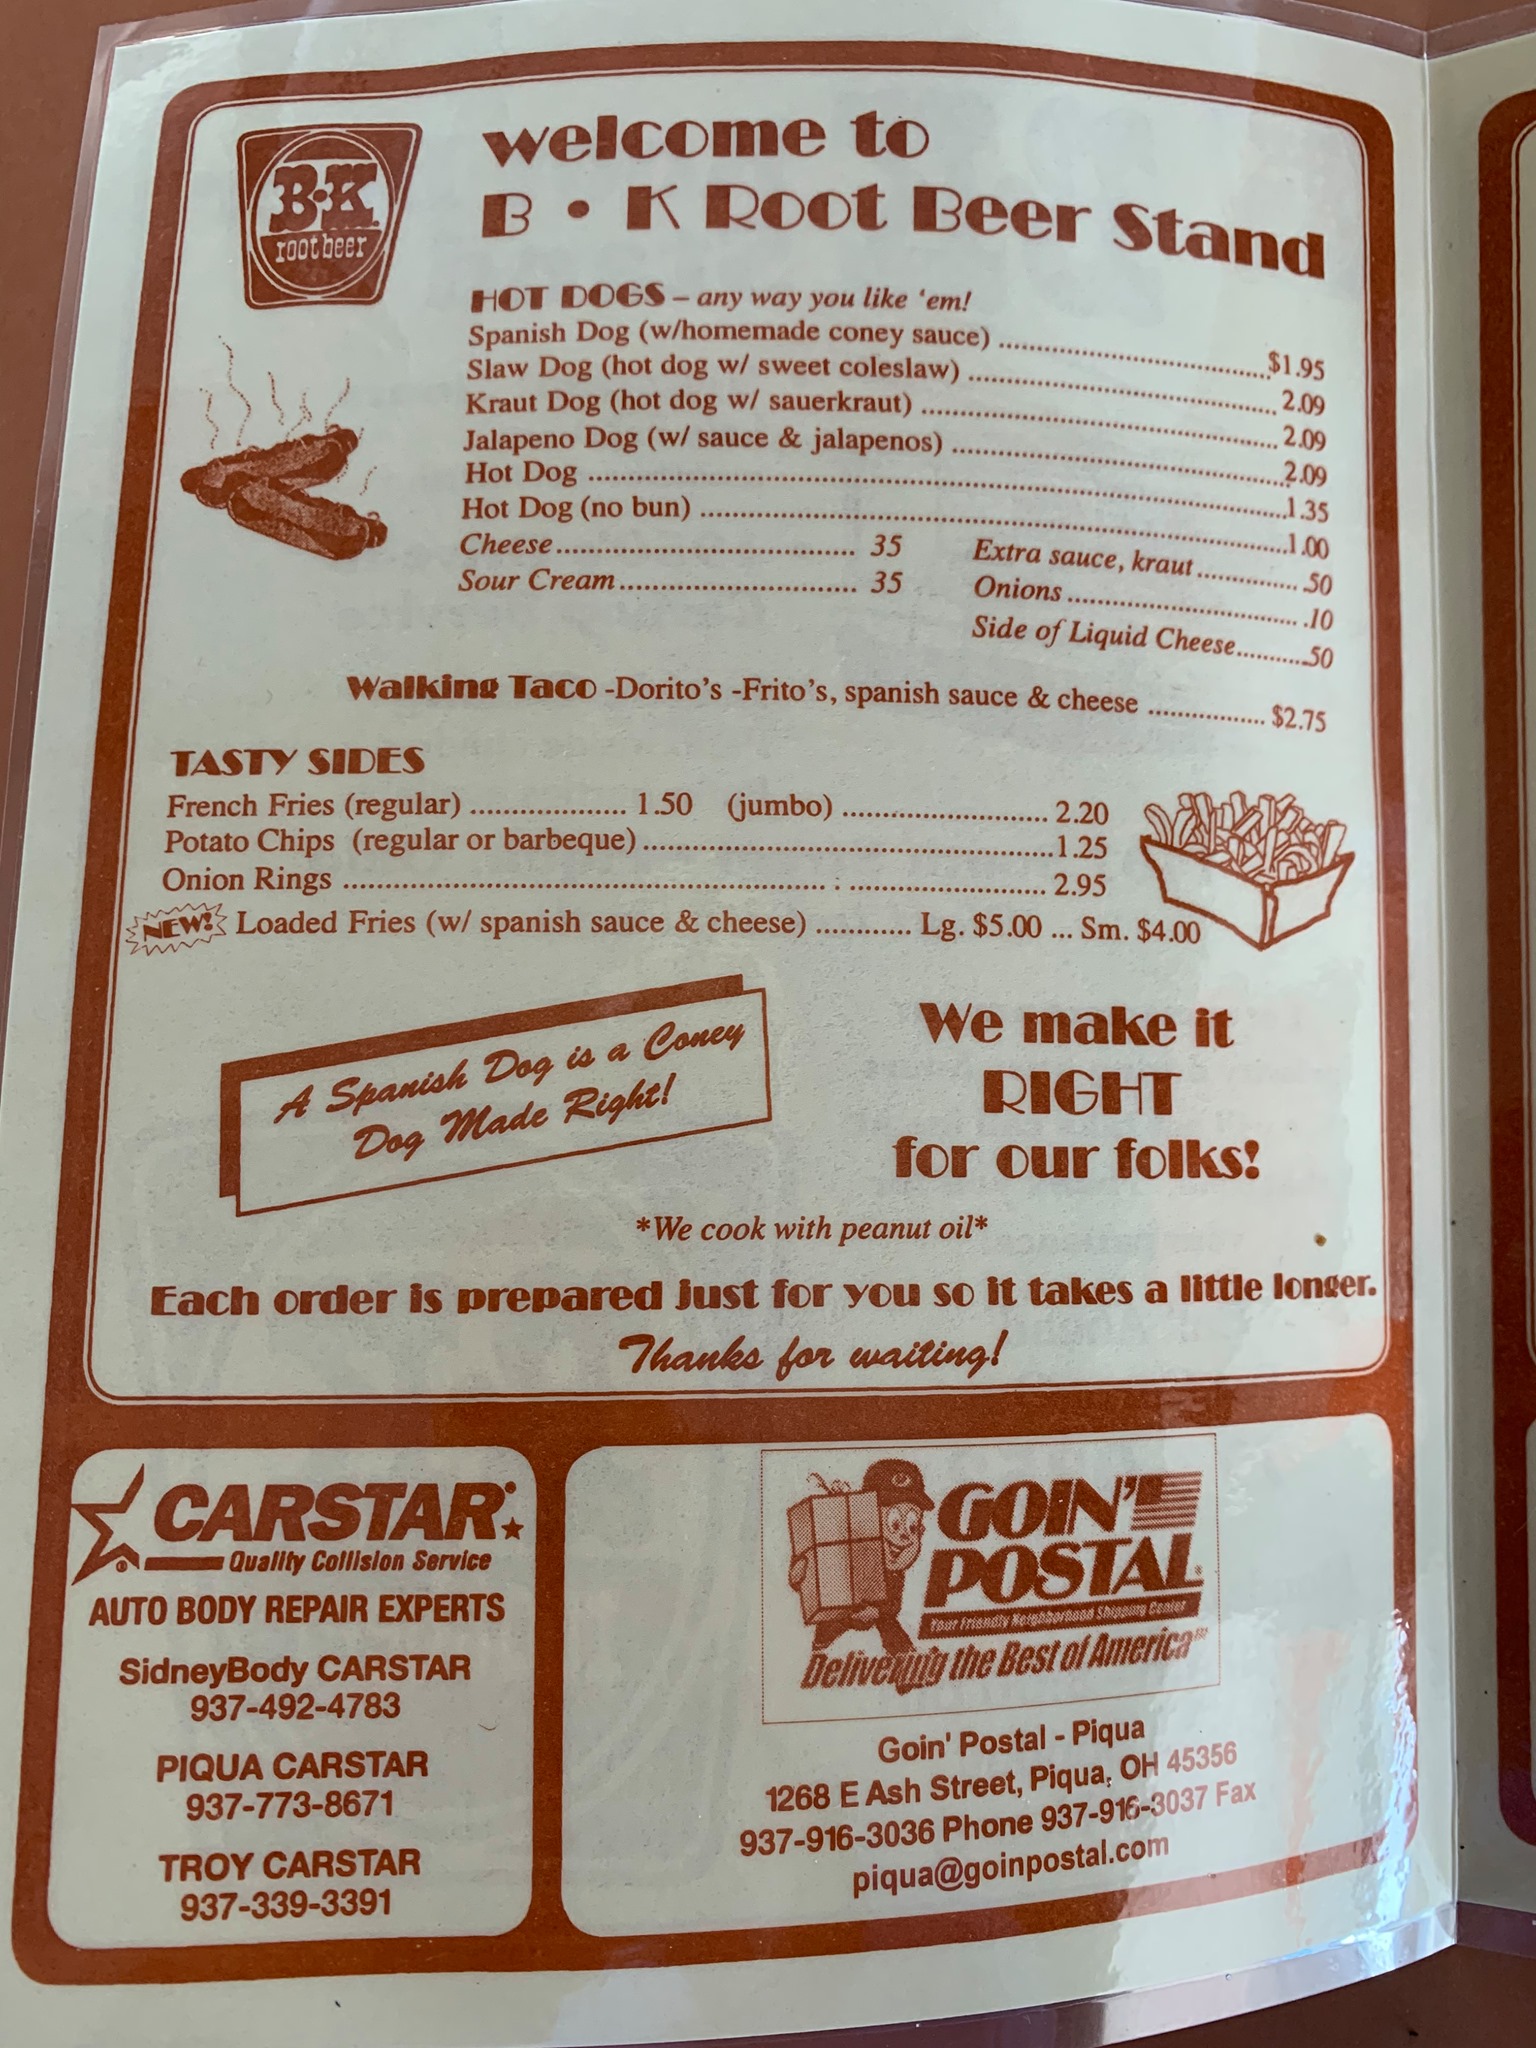 B·K
root beer
welcome to
B • K Root Beer Stand
HOT DOGS – any way you like 'em!
Spanish Dog (w/homemade coney sauce) ........ $1.95
Slaw Dog (hot dog w/ sweet coleslaw) ........ 2.09
Kraut Dog (hot dog w/ sauerkraut) ........ 2.09
Jalapeno Dog (w/ sauce & jalapenos) ........ 2.09
Hot Dog ........ 1.35
Hot Dog (no bun) ........ 1.00
Cheese ........ 35 Extra sauce, kraut ........ .50
Sour Cream ........ 35 Onions ........ .10
Side of Liquid Cheese ........ .50
Walking Taco -Dorito's -Frito's, spanish sauce & cheese ........ $2.75
TASTY SIDES
French Fries (regular) ........ 1.50 (jumbo) ........ 2.20
Potato Chips (regular or barbeque) ........ 1.25
Onion Rings ........ : ........ 2.95
NEW! Loaded Fries (w/ spanish sauce & cheese) ........ Lg. $5.00 ... Sm. $4.00
A Spanish Dog is a Coney
Dog Made Right!
We make it
RIGHT
for our folks!
*We cook with peanut oil*
Each order is prepared just for you so it takes a little longer.
Thanks for waiting!
CARSTAR®
Quality Collision Service
AUTO BODY REPAIR EXPERTS
SidneyBody CARSTAR
937-492-4783
PIQUA CARSTAR
937-773-8671
TROY CARSTAR
937-339-3391
GOIN'
POSTAL
Your Friendly Neighborhood Shipping Center
Delivering the Best of America℠
Goin' Postal - Piqua
1268 E Ash Street, Piqua, OH 45356
937-916-3036 Phone 937-916-3037 Fax
piqua@goinpostal.com